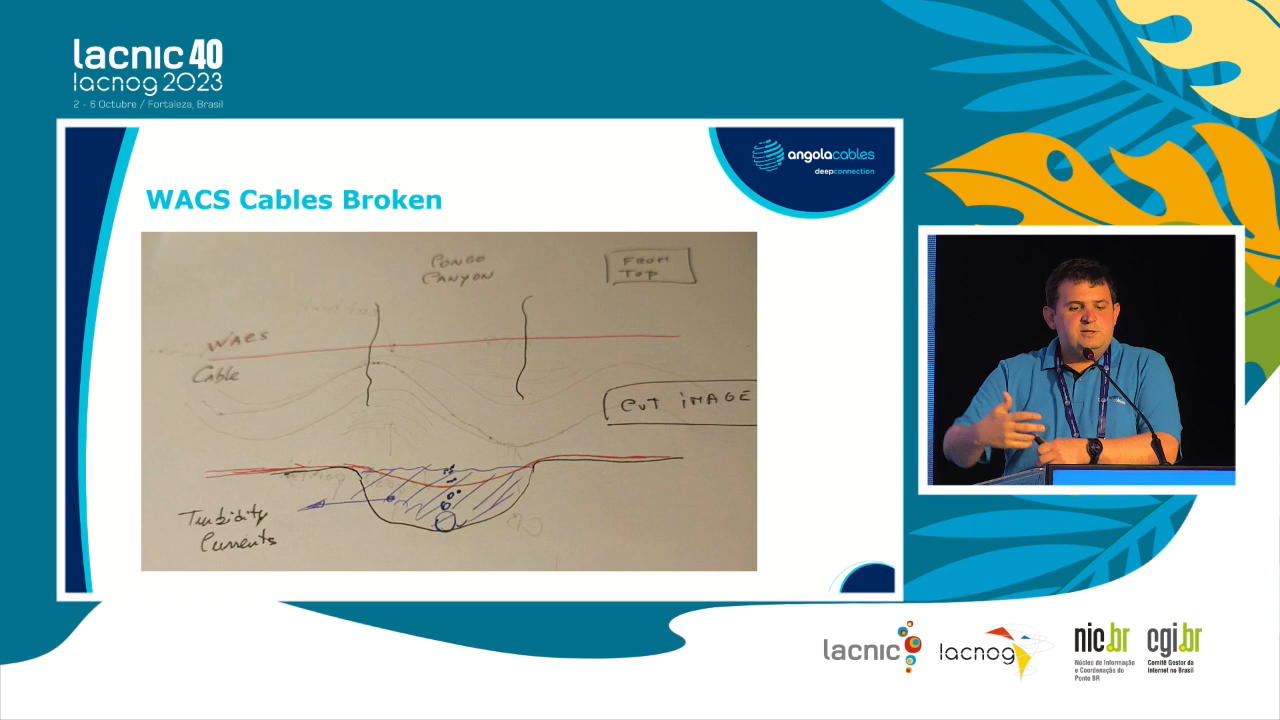 lacnic 40
lacnog 2023
2 - 6 Octubre / Fortaleza, Brasil
angolacables
deepconnection
WACS Cables Broken
CONGO
CANYON
FROM
TOP
WACS
Cable
CUT IMAGE
Turbidity
Currents
lacnic
lacnog
nic.br
Núcleo de Informação
e Coordenação do
Ponto BR
cgi.br
Comitê Gestor da
Internet no Brasil